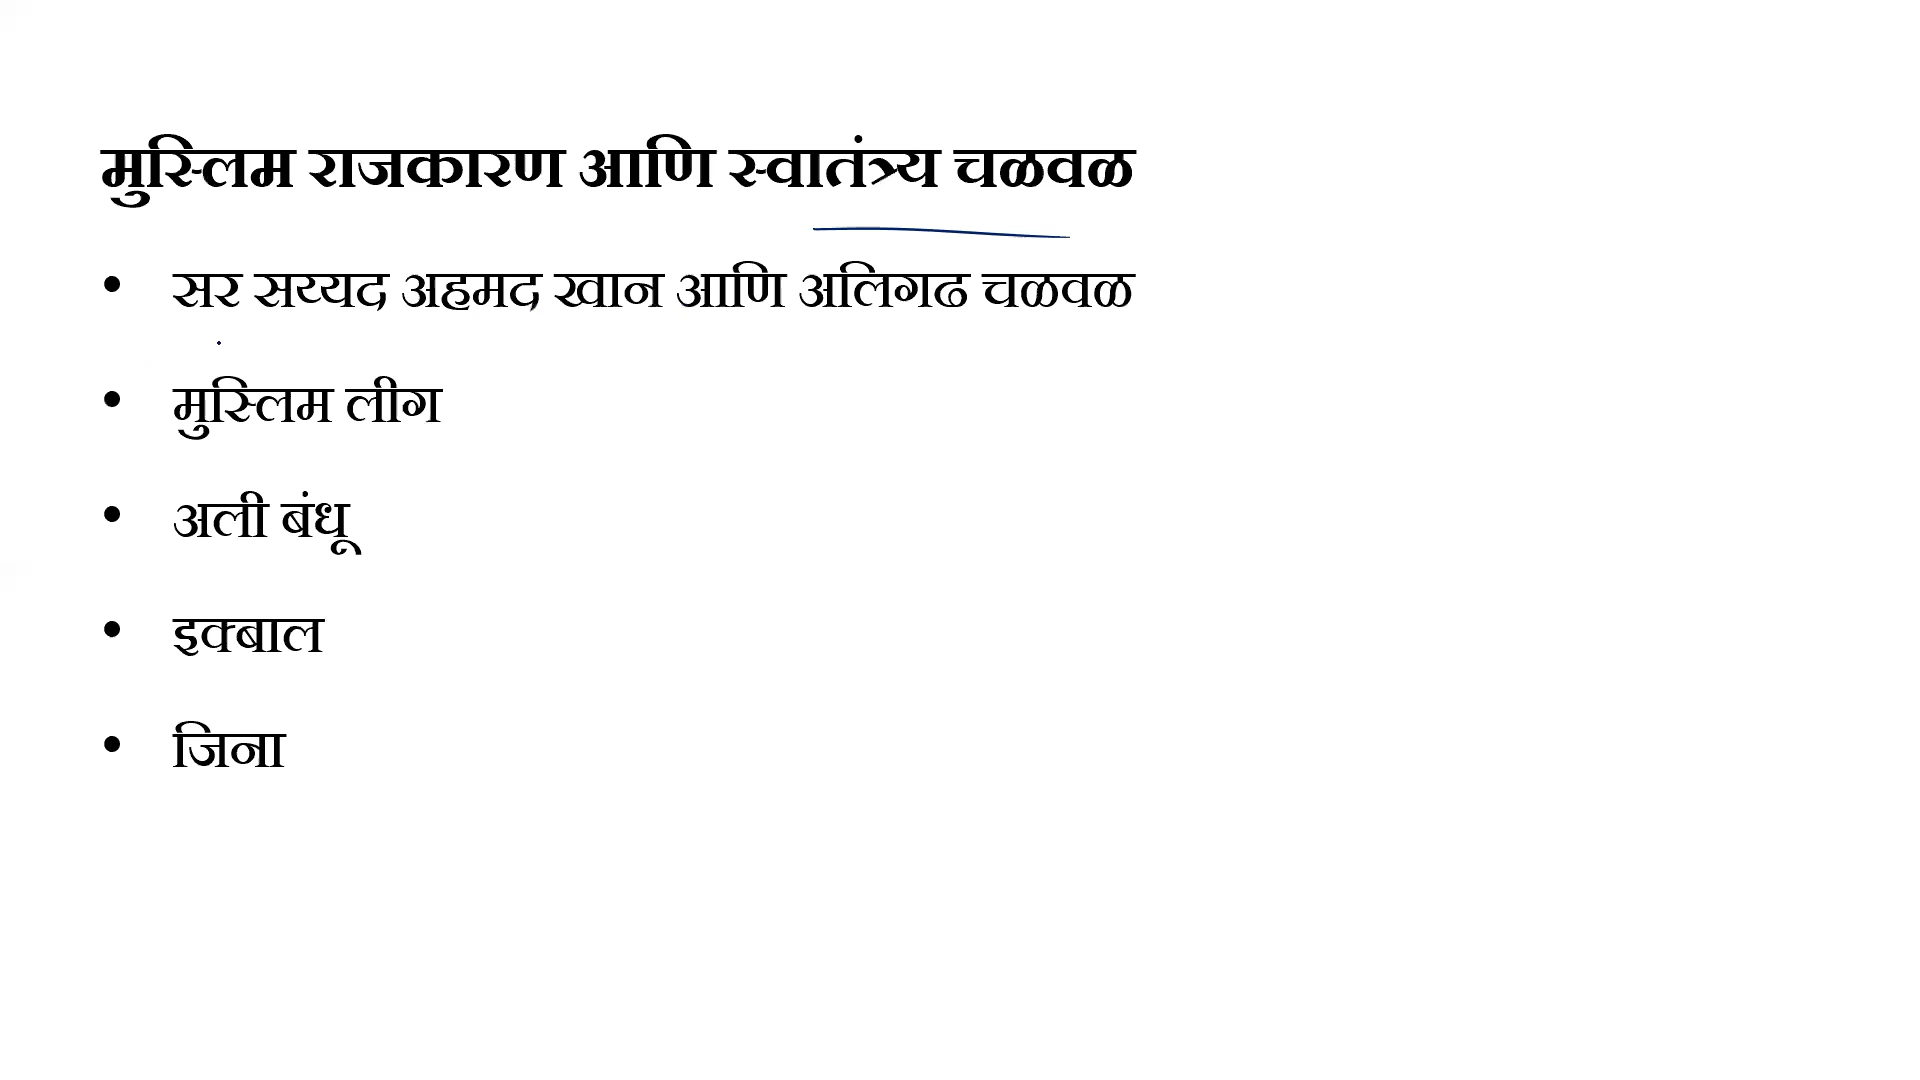 मुस्लिम राजकारण आणि स्वातंत्र्य चळवळ
• सर सय्यद अहमद खान आणि अलिगढ चळवळ
• मुस्लिम लीग
• अली बंधू
• इक्बाल
• जिना